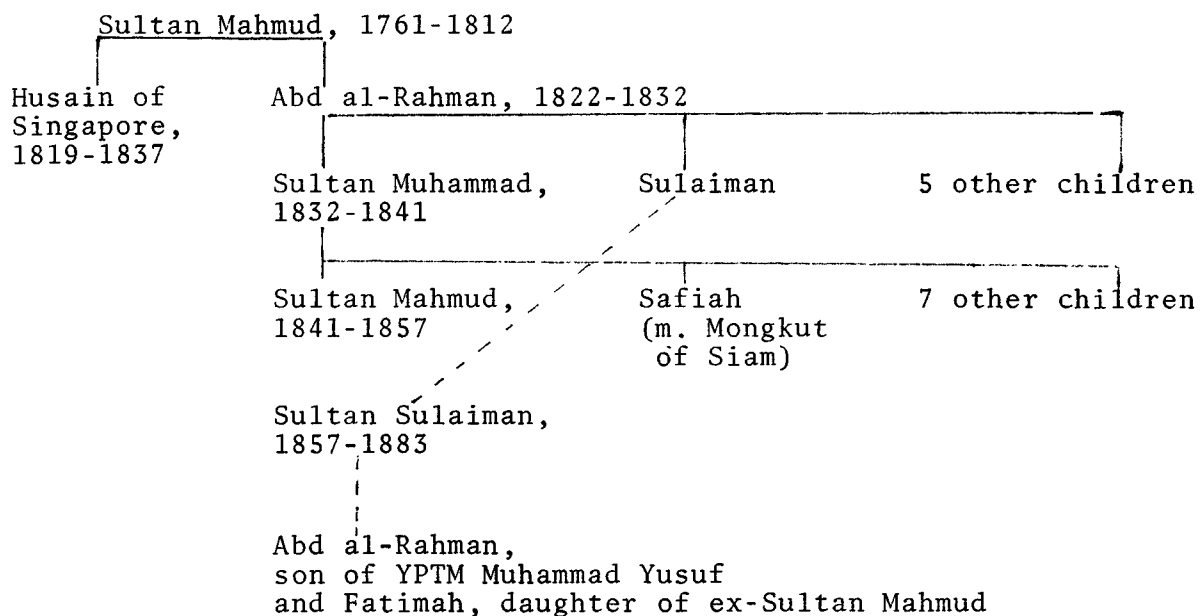 Sultan Mahmud, 1761-1812
Husain of
Singapore,
1819-1837
Abd al-Rahman, 1822-1832
Sultan Muhammad,
1832-1841
Sulaiman
5 other children
Sultan Mahmud,
1841-1857
Safiah
(m. Mongkut
of Siam)
7 other children
Sultan Sulaiman,
1857-1883
Abd al-Rahman,
son of YPTM Muhammad Yusuf
and Fatimah, daughter of ex-Sultan Mahmud